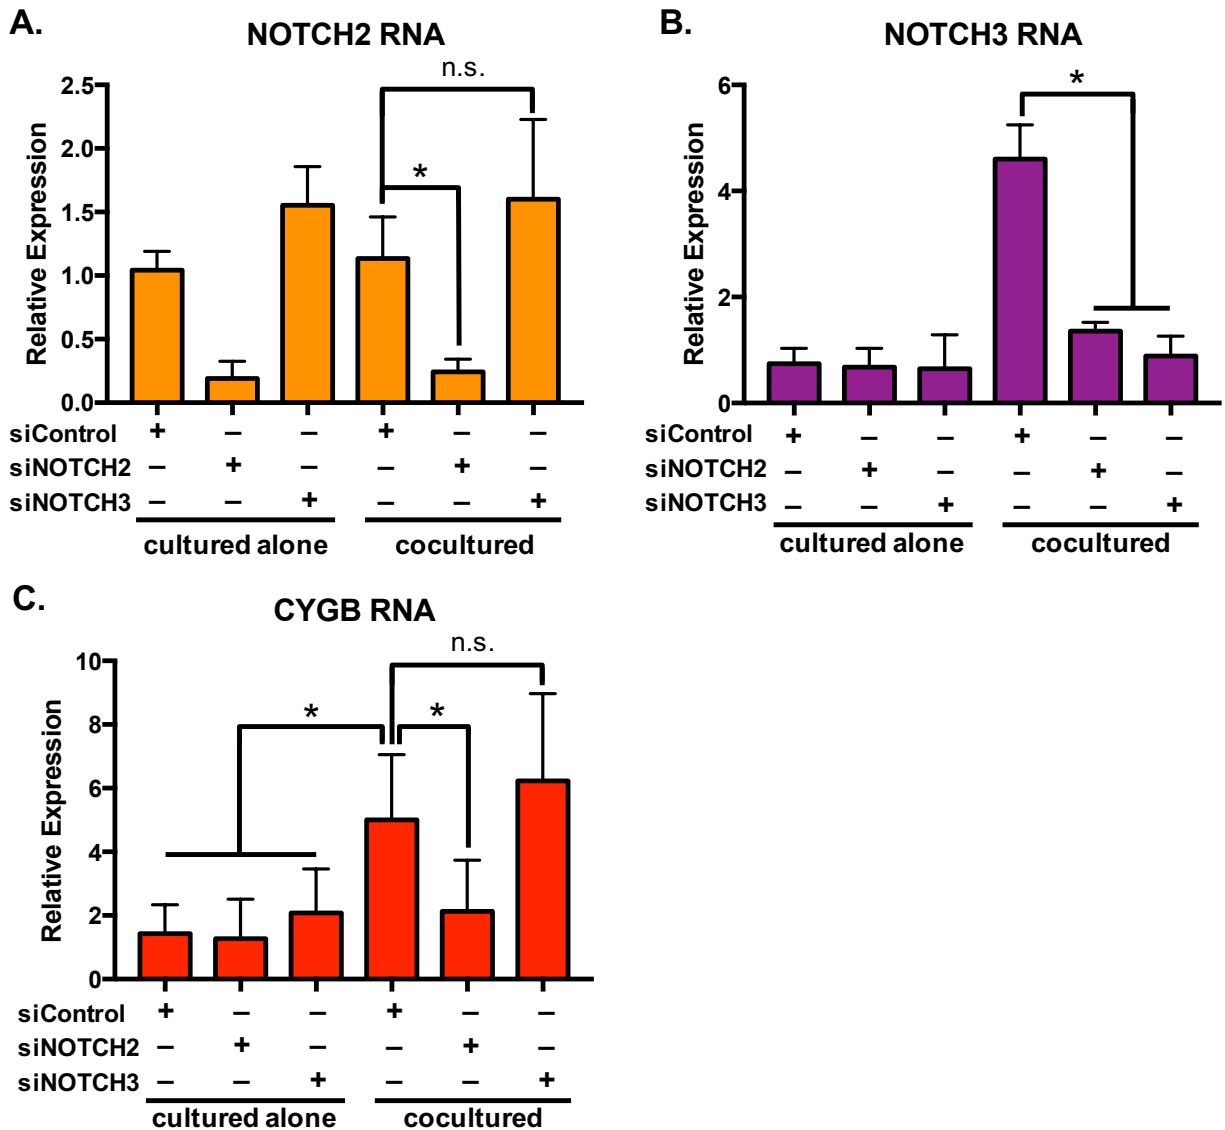 A.
NOTCH2 RNA
n.s.
*
Relative Expression
2.5
2.0
1.5
1.0
0.5
0.0
siControl + – – + – –
siNOTCH2 – + – – + –
siNOTCH3 – – + – – +
cultured alone cocultured
B.
NOTCH3 RNA
*
Relative Expression
6
4
2
0
siControl + – – + – –
siNOTCH2 – + – – + –
siNOTCH3 – – + – – +
cultured alone cocultured
C.
CYGB RNA
n.s.
* *
Relative Expression
10
8
6
4
2
0
siControl + – – + – –
siNOTCH2 – + – – + –
siNOTCH3 – – + – – +
cultured alone cocultured